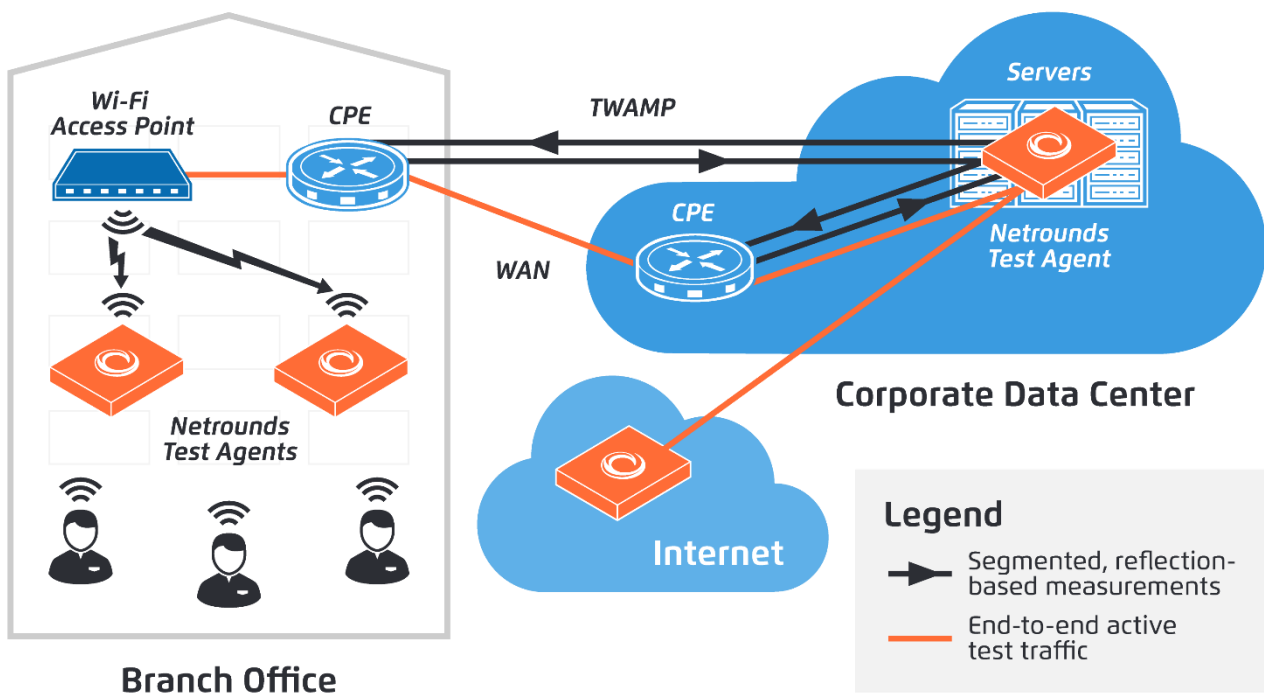 Wi-Fi
Access Point
CPE
TWAMP
Servers
CPE
WAN
Netrounds
Test Agent
Netrounds
Test Agents
Corporate Data Center
Internet
Branch Office
Legend
Segmented, reflection-
based measurements
End-to-end active
test traffic